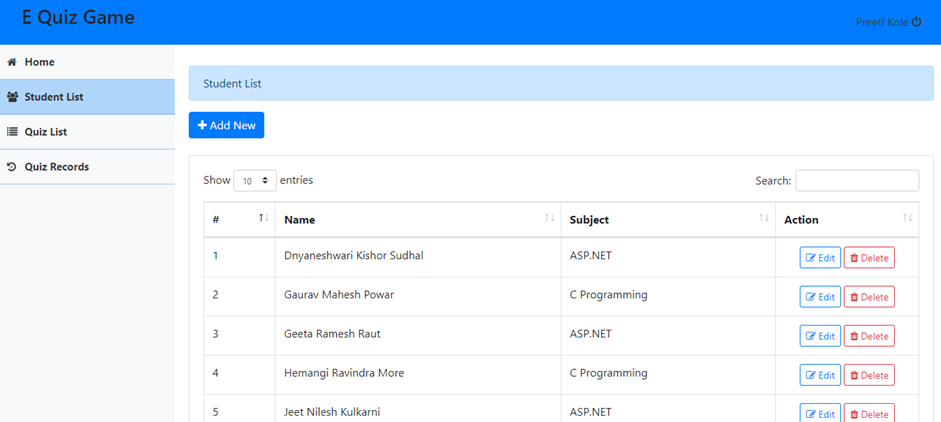 E Quiz Game
Preeti Kole
Home
Student List
Quiz List
Quiz Records
Student List
Add New
Show 10 entries
Search:
# Name Subject Action
1 Dnyaneshwari Kishor Sudhal ASP.NET Edit Delete
2 Gaurav Mahesh Powar C Programming Edit Delete
3 Geeta Ramesh Raut ASP.NET Edit Delete
4 Hemangi Ravindra More C Programming Edit Delete
5 Jeet Nilesh Kulkarni ASP.NET Edit Delete